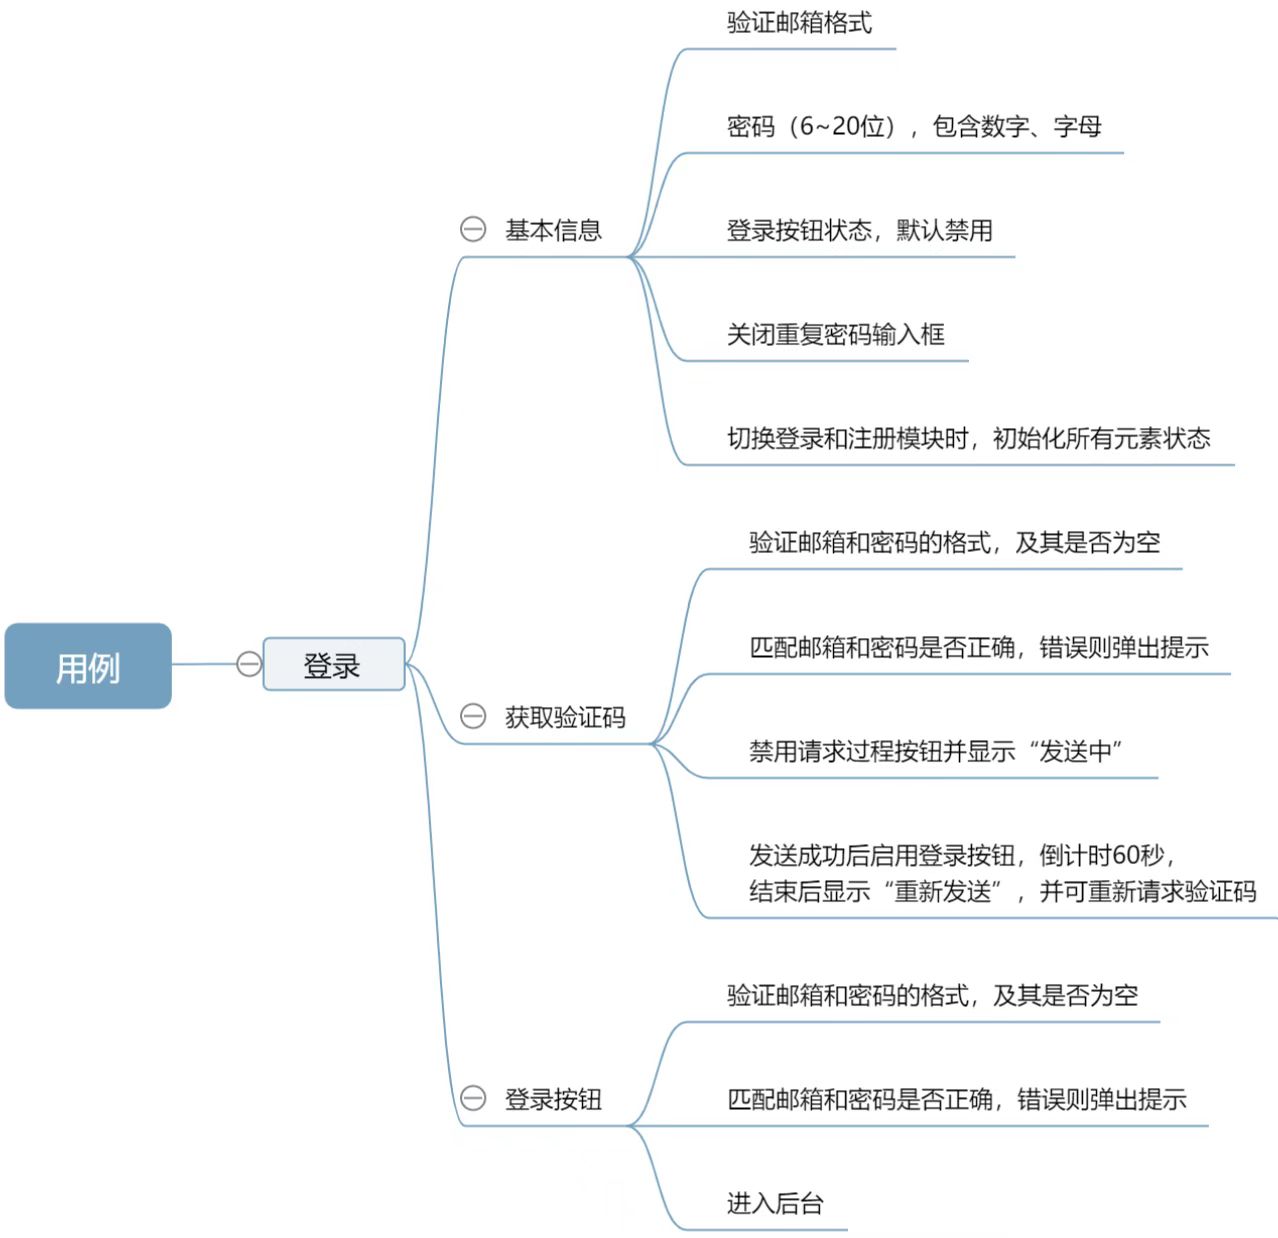 用例
登录
基本信息
验证邮箱格式
密码（6~20位），包含数字、字母
登录按钮状态，默认禁用
关闭重复密码输入框
切换登录和注册模块时，初始化所有元素状态
获取验证码
验证邮箱和密码的格式，及其是否为空
匹配邮箱和密码是否正确，错误则弹出提示
禁用请求过程按钮并显示“发送中”
发送成功后启用登录按钮，倒计时60秒，
结束后显示“重新发送”，并可重新请求验证码
登录按钮
验证邮箱和密码的格式，及其是否为空
匹配邮箱和密码是否正确，错误则弹出提示
进入后台